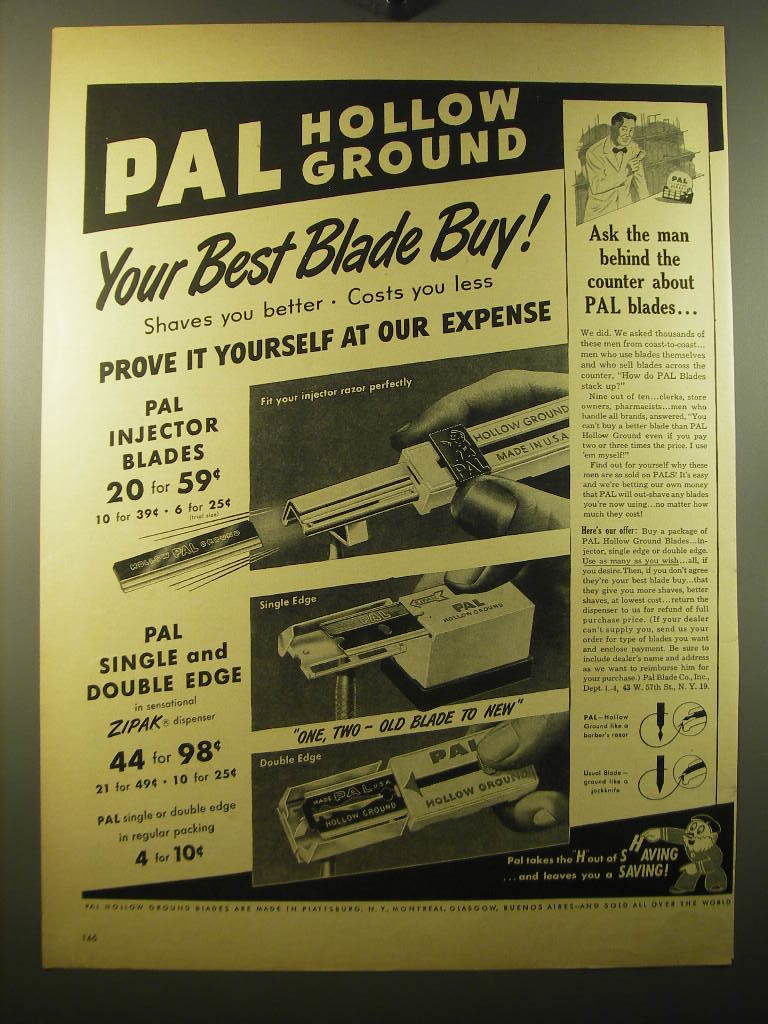 PAL HOLLOW
GROUND
Your Best Blade Buy!
Shaves you better · Costs you less
PROVE IT YOURSELF AT OUR EXPENSE
PAL
INJECTOR
BLADES
20 for 59¢
10 for 39¢ · 6 for 25¢
(trial size)
Fit your injector razor perfectly
HOLLOW GROUND
MADE IN U.S.A.
PAL
HOLLOW PAL GROUND
PAL
SINGLE and
DOUBLE EDGE
in sensational
ZIPAK® dispenser
44 for 98¢
21 for 49¢ · 10 for 25¢
PAL single or double edge
in regular packing
4 for 10¢
Single Edge
PAL
ZIPAK
PAL
HOLLOW GROUND
"ONE, TWO – OLD BLADE TO NEW"
Double Edge
MADE PAL U.S.A.
HOLLOW GROUND
PAL
HOLLOW GROUND
PAL
Ask the man
behind the
counter about
PAL blades...
We did. We asked thousands of
these men from coast-to-coast...
men who use blades themselves
and who sell blades across the
counter, "How do PAL Blades
stack up?"
Nine out of ten...clerks, store
owners, pharmacists...men who
handle all brands, answered, "You
can't buy a better blade than PAL
Hollow Ground even if you pay
two or three times the price. I use
'em myself!"
Find out for yourself why these
men are so sold on PALS! It's easy
and we're betting our own money
that PAL will out-shave any blades
you're now using...no matter how
much they cost!
Here's our offer: Buy a package of
PAL Hollow Ground Blades...in-
jector, single edge or double edge.
Use as many as you wish...all, if
you desire. Then, if you don't agree
they're your best blade buy...that
they give you more shaves, better
shaves, at lowest cost...return the
dispenser to us for refund of full
purchase price. (If your dealer
can't supply you, send us your
order for type of blades you want
and enclose payment. Be sure to
include dealer's name and address
as we want to reimburse him for
your purchase.) Pal Blade Co., Inc.,
Dept. L-4, 43 W. 57th St., N. Y. 19.
PAL—Hollow
Ground like a
barber's razor
Usual Blade—
ground like a
jackknife
Pal takes the "H" out of SHAVING
...and leaves you a SAVING!
PAL HOLLOW GROUND BLADES ARE MADE IN PLATTSBURG, N. Y., MONTREAL, GLASGOW, BUENOS AIRES—AND SOLD ALL OVER THE WORLD
146